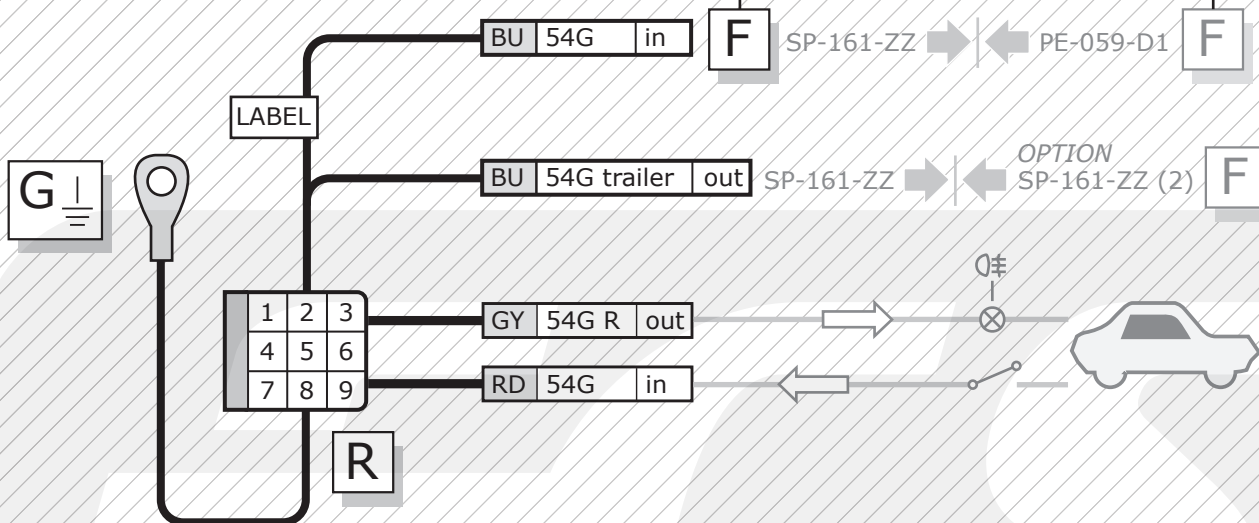 BU 54G in F SP-161-ZZ PE-059-D1 F
LABEL
OPTION
G BU 54G trailer out SP-161-ZZ SP-161-ZZ (2) F
1 2 3 GY 54G R out
4 5 6
7 8 9 RD 54G in
R